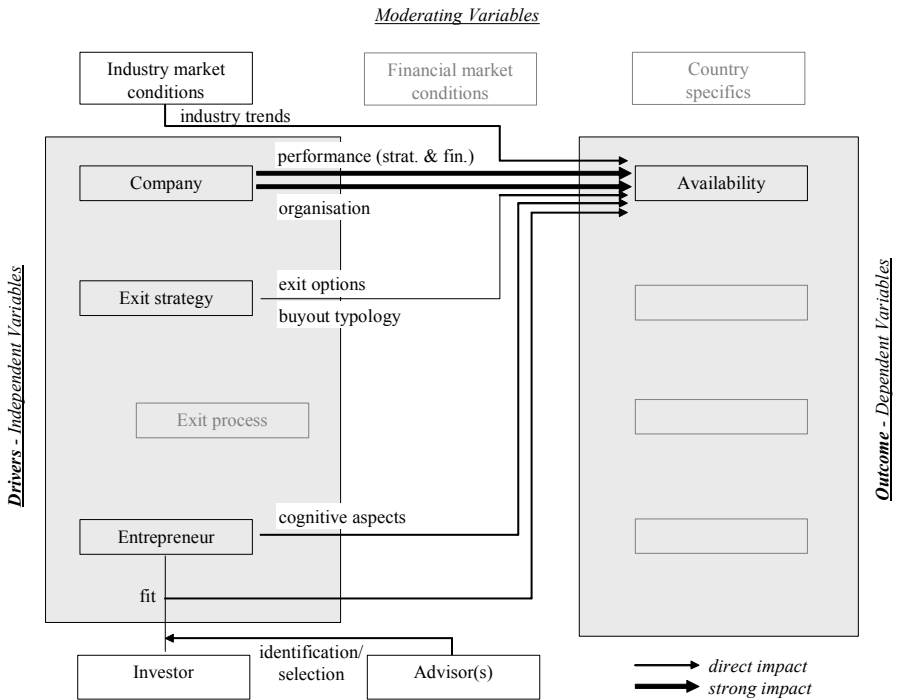 Moderating Variables
Industry market
conditions
Financial market
conditions
Country
specifics
industry trends
performance (strat. & fin.)
Company
Availability
organisation
exit options
Exit strategy
buyout typology
Drivers - Independent Variables
Outcome - Dependent Variables
Exit process
cognitive aspects
Entrepreneur
fit
identification/
selection
Investor
Advisor(s)
direct impact
strong impact